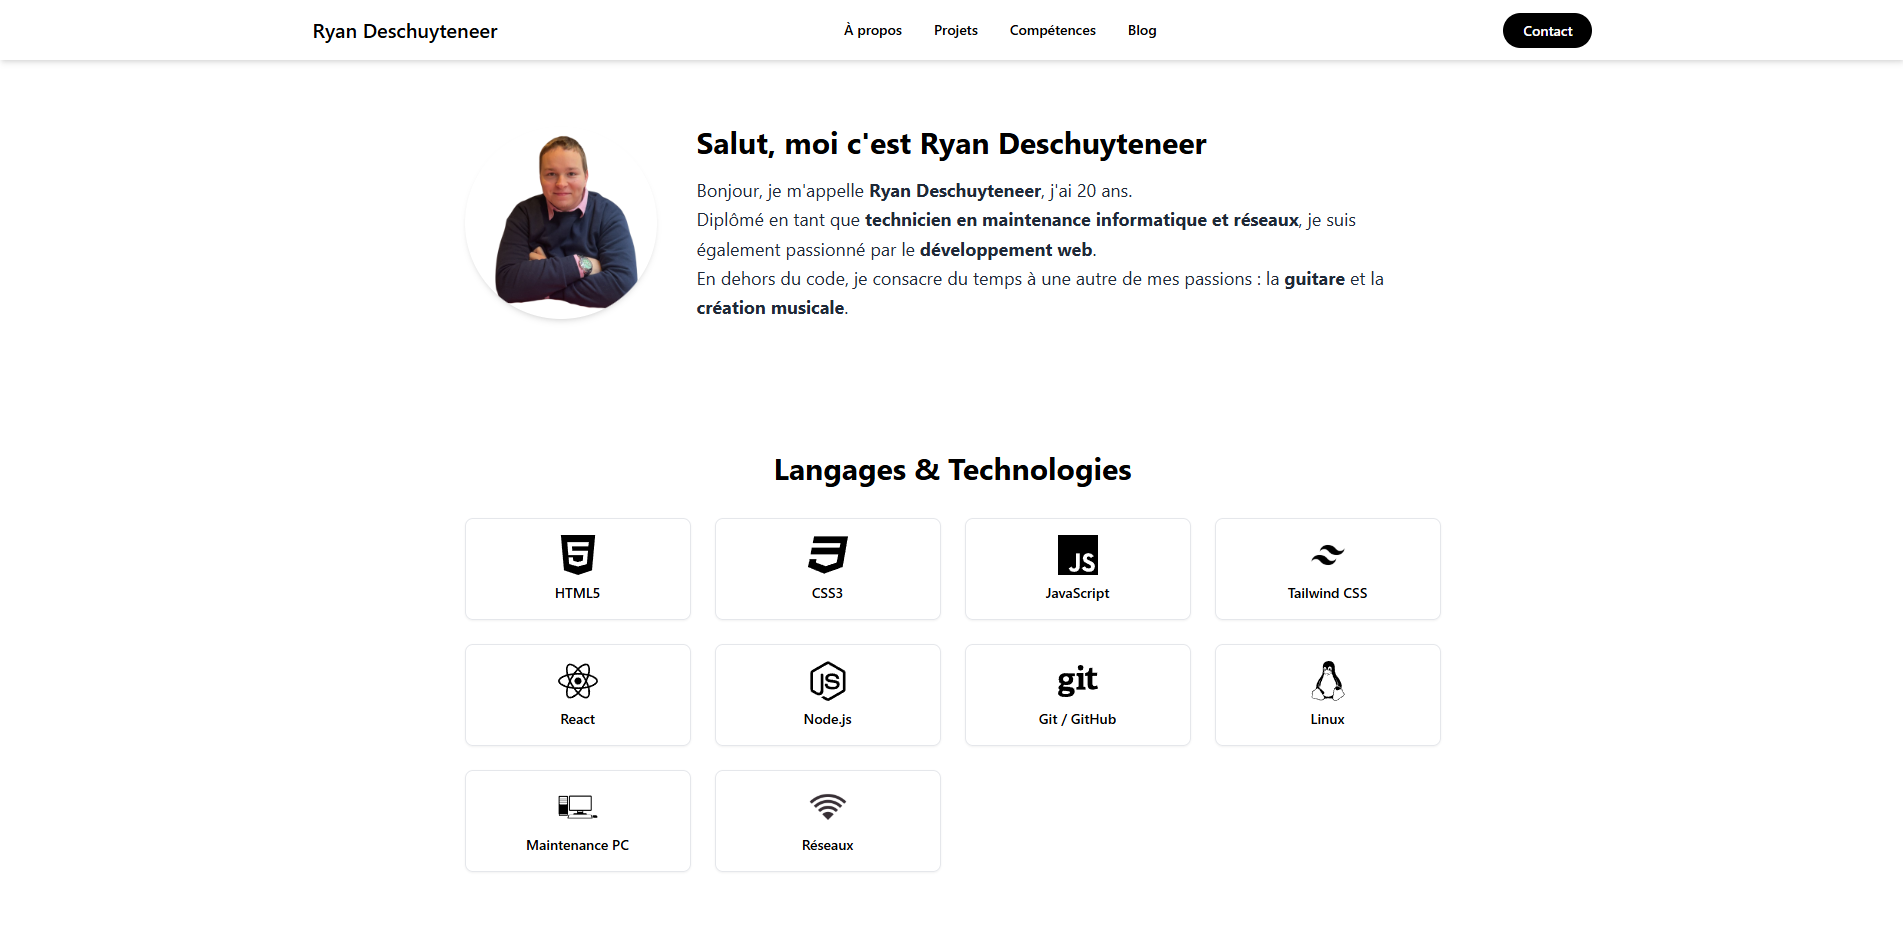 Ryan Deschuyteneer
À propos
Projets
Compétences
Blog
Contact
Salut, moi c'est Ryan Deschuyteneer
Bonjour, je m'appelle Ryan Deschuyteneer, j'ai 20 ans.
Diplômé en tant que technicien en maintenance informatique et réseaux, je suis
également passionné par le développement web.
En dehors du code, je consacre du temps à une autre de mes passions : la guitare et la
création musicale.
Langages & Technologies
5
HTML5
3
CSS3
JS
JavaScript
Tailwind CSS
React
JS
Node.js
git
Git / GitHub
Linux
Maintenance PC
Réseaux